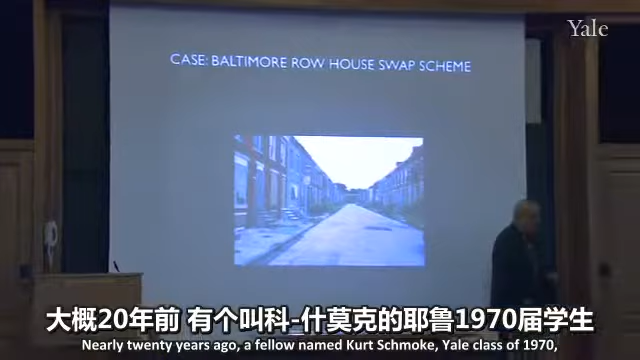 Yale
CASE: BALTIMORE ROW HOUSE SWAP SCHEME
大概20年前 有个叫科-什莫克的耶鲁1970届学生
Nearly twenty years ago, a fellow named Kurt Schmoke, Yale class of 1970,